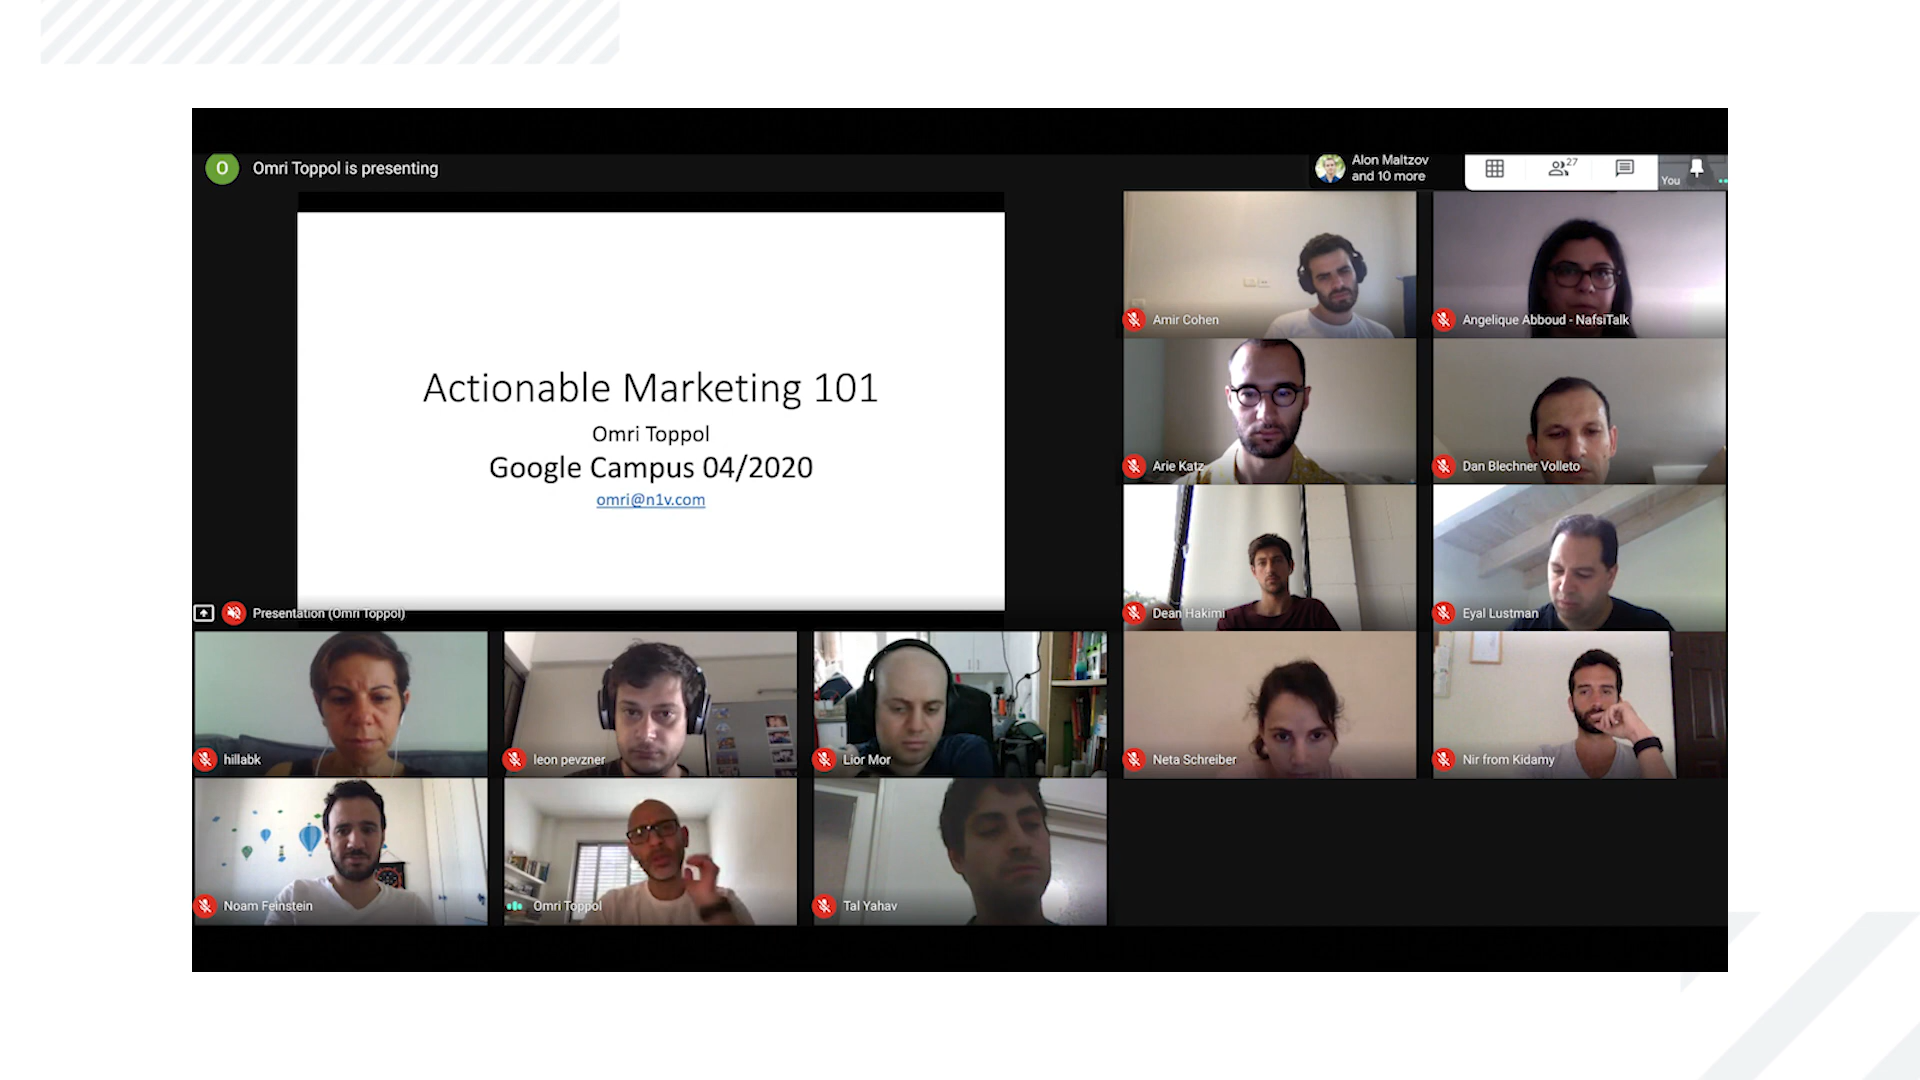 O
Omri Toppol is presenting
Alon Maltzov
and 10 more
27
You
Actionable Marketing 101
Omri Toppol
Google Campus 04/2020
omri@n1v.com
Presentation (Omri Toppol)
Amir Cohen
Angelique Abboud - NafsiTalk
Arie Katz
Dan Blechner Volleto
Dean Hakimi
Eyal Lustman
hillabk
leon pevzner
Lior Mor
Neta Schreiber
Nir from Kidamy
Noam Feinstein
Omri Toppol
Tal Yahav